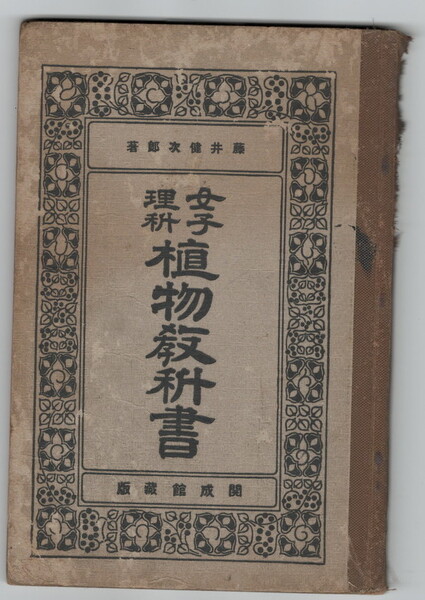 藤井健次郎著
女子
理科
植物教科書
開成館蔵版